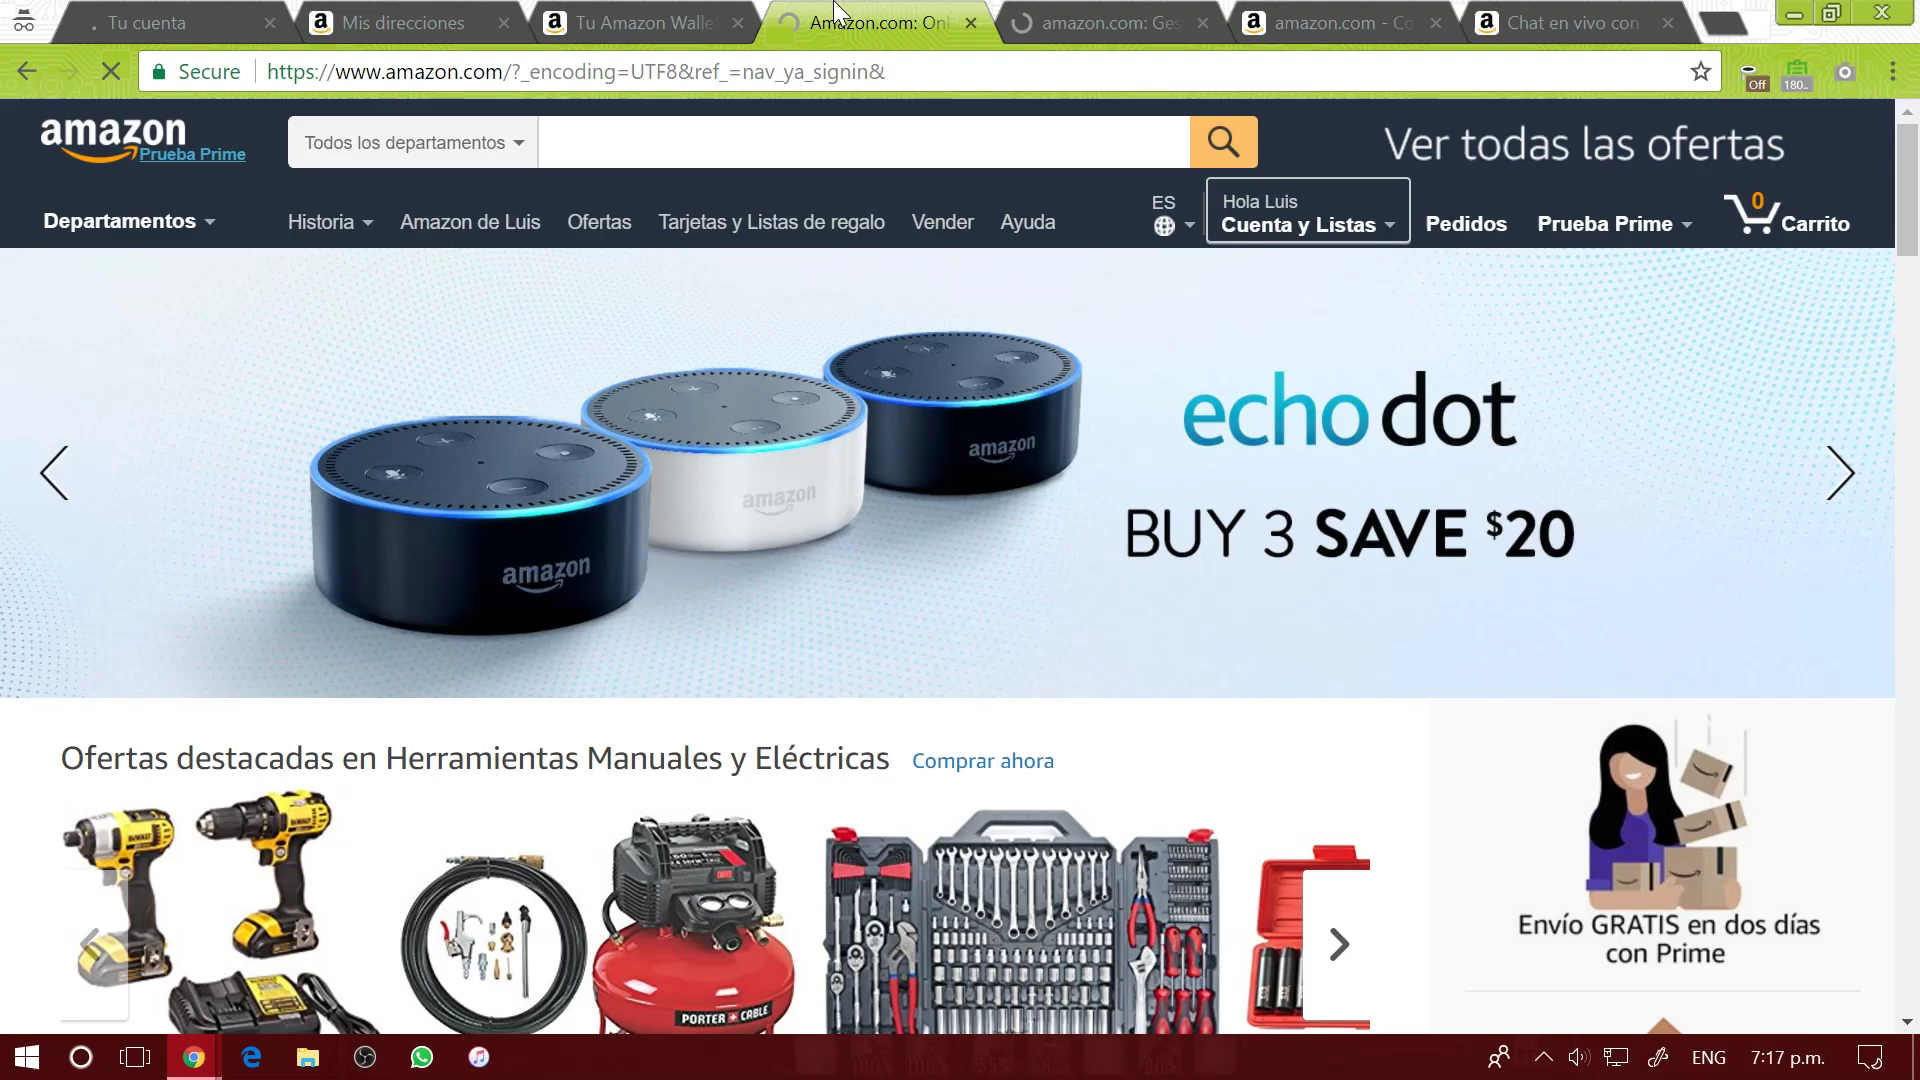 Tu cuenta
Mis direcciones
Tu Amazon Walle
Amazon.com: Onl
amazon.com: Ges
amazon.com - Co
Chat en vivo con
Secure
https://www.amazon.com/?_encoding=UTF8&ref_=nav_ya_signin&
Off
180..
amazon
Prueba Prime
Todos los departamentos
Ver todas las ofertas
Departamentos
Historia
Amazon de Luis
Ofertas
Tarjetas y Listas de regalo
Vender
Ayuda
ES
Hola Luis
Cuenta y Listas
Pedidos
Prueba Prime
0
Carrito
amazon
amazon
amazon
echo dot
BUY 3 SAVE $20
Ofertas destacadas en Herramientas Manuales y Eléctricas
Comprar ahora
PORTER CABLE
Envío GRATIS en dos días
con Prime
ENG
7:17 p.m.